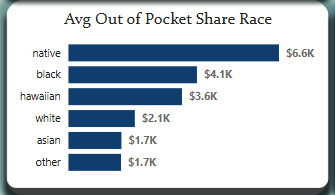 Avg Out of Pocket Share Race
native $6.6K
black $4.1K
hawaiian $3.6K
white $2.1K
asian $1.7K
other $1.7K